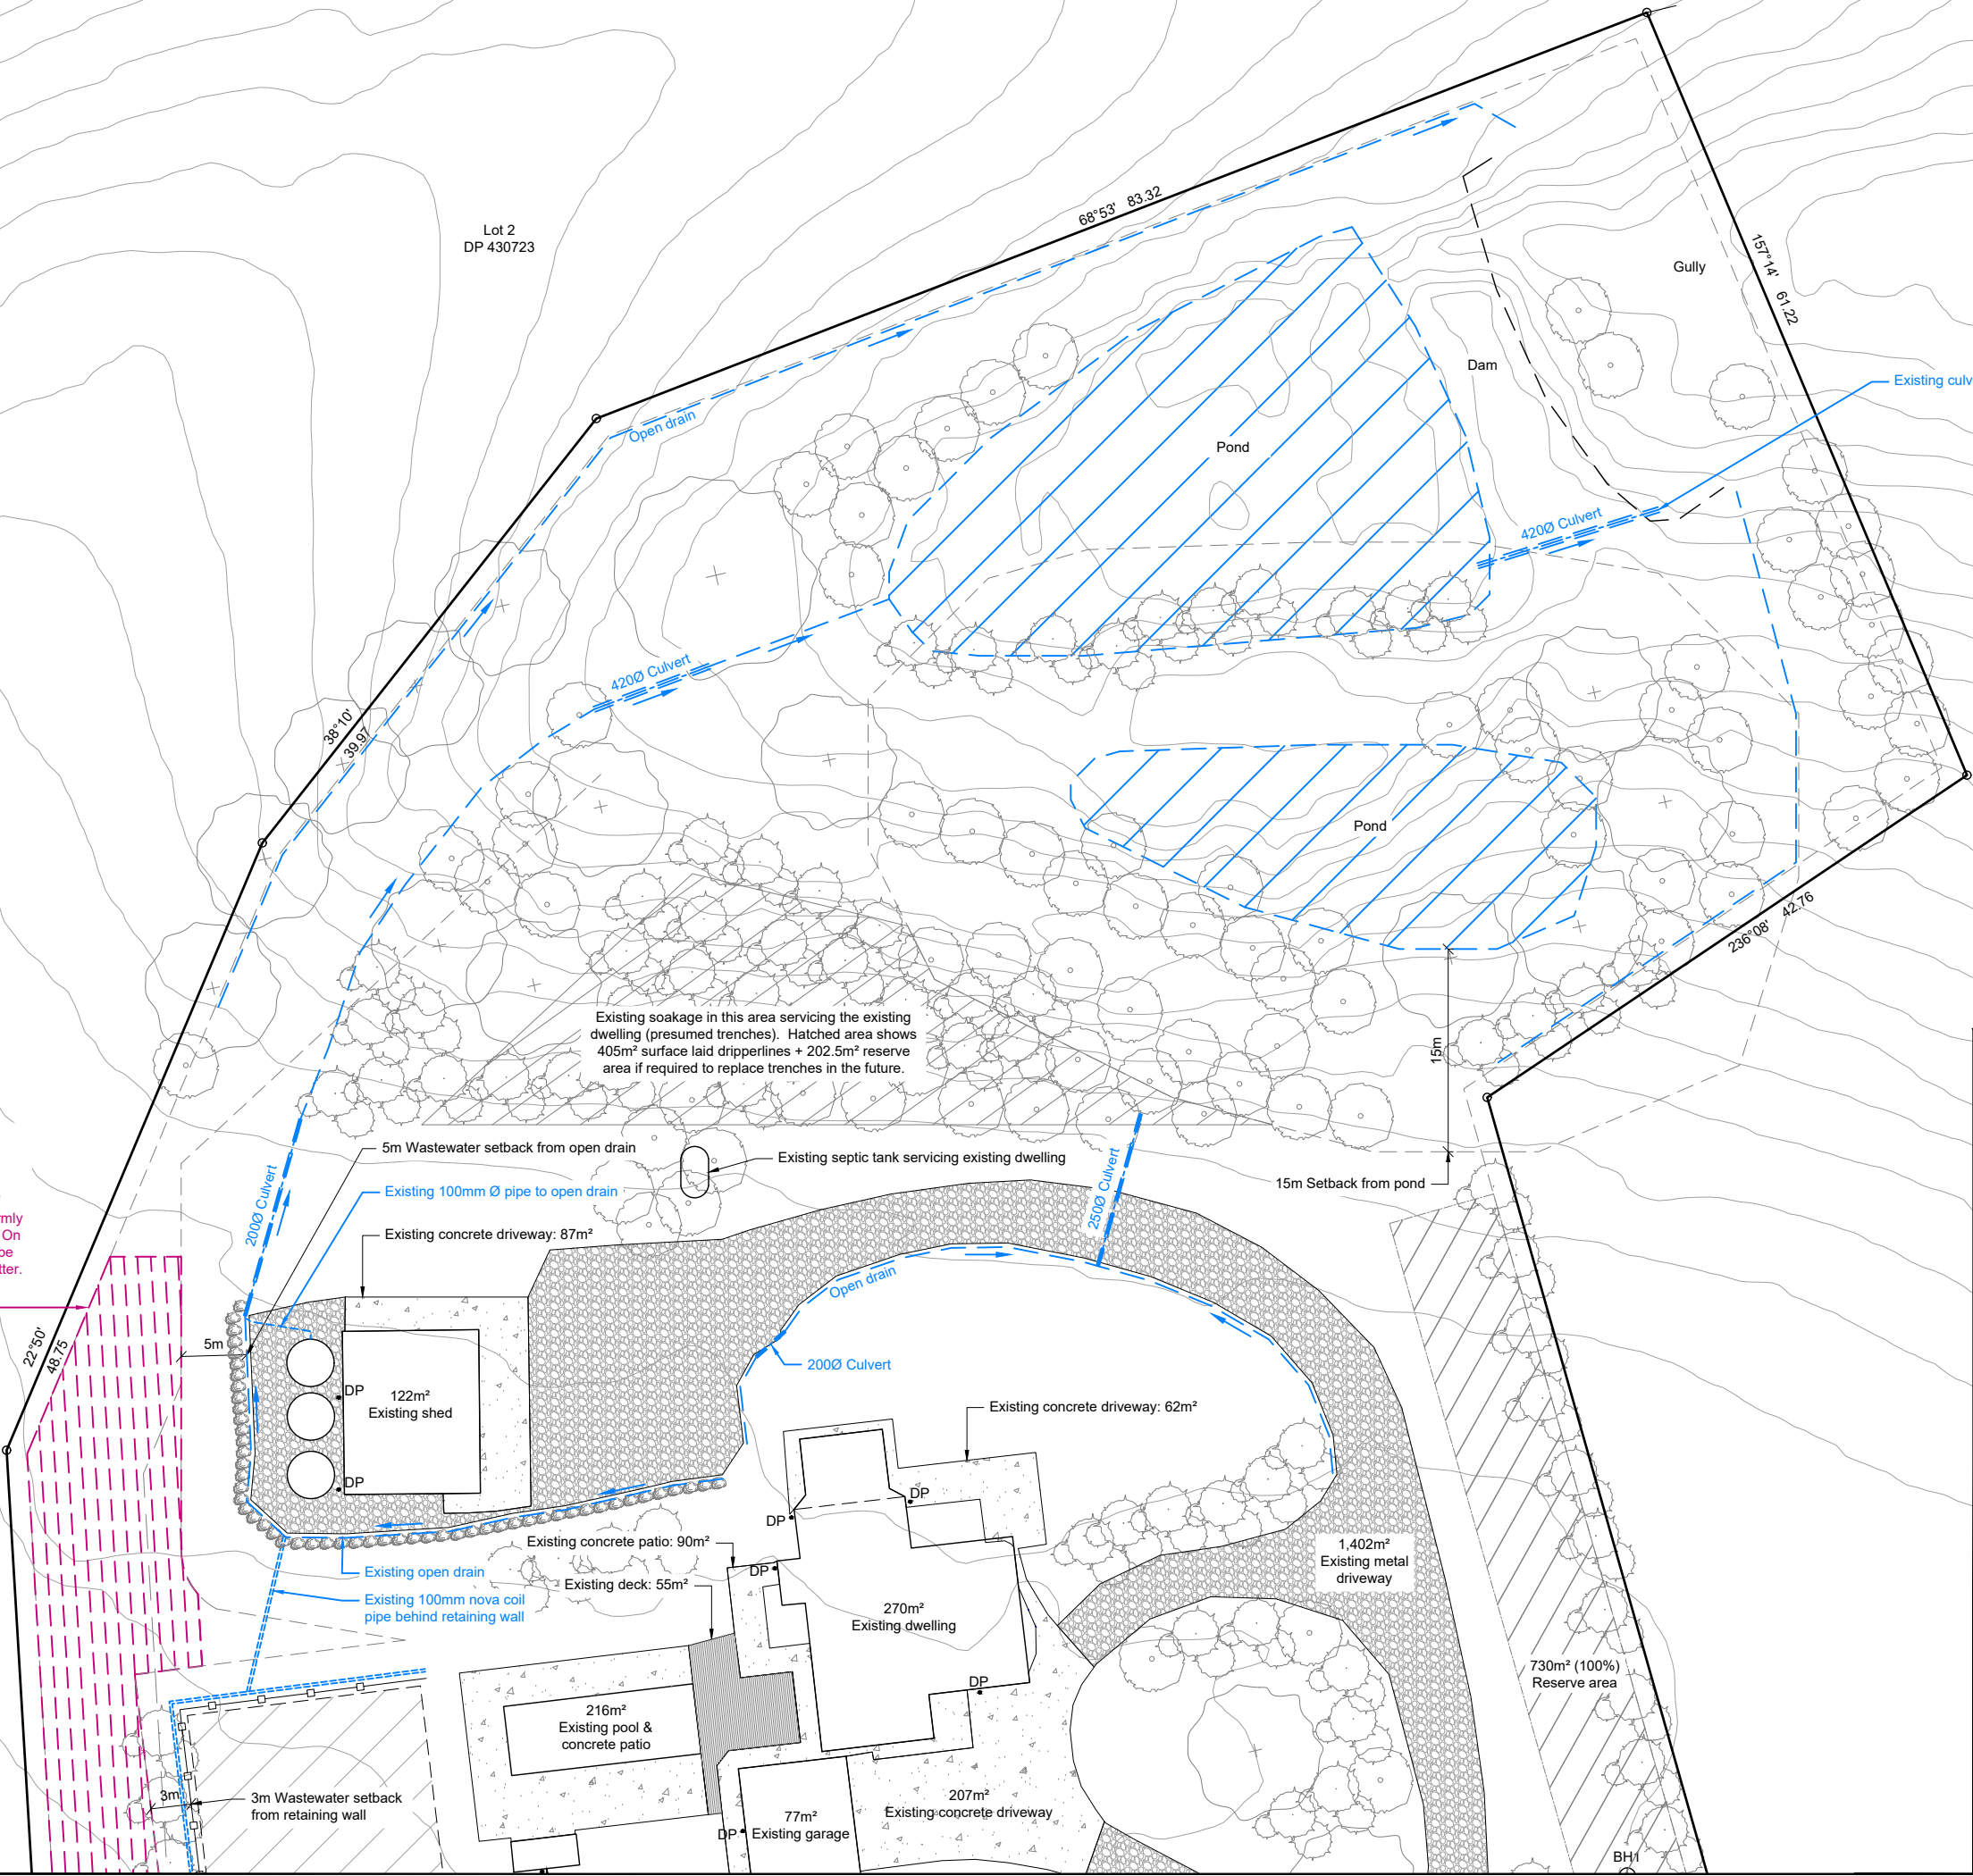 Lot 2
DP 430723
68°53' 83.32
157°14' 61.22
Gully
Dam
Existing culv
Open drain
Pond
420Ø Culvert
420Ø Culvert
38°10'
39.97
Pond
236°08' 42.76
Existing soakage in this area servicing the existing
dwelling (presumed trenches). Hatched area shows
405m² surface laid dripperlines + 202.5m² reserve
area if required to replace trenches in the future.
15m
5m Wastewater setback from open drain
Existing septic tank servicing existing dwelling
15m Setback from pond
Existing 100mm Ø pipe to open drain
200Ø Culvert
250Ø Culvert
Existing concrete driveway: 87m²
rmly
On
be
tter.
Open drain
22°50'
48.75
5m
200Ø Culvert
DP
122m²
Existing shed
Existing concrete driveway: 62m²
DP
DP
DP
Existing concrete patio: 90m²
1,402m²
Existing metal
driveway
Existing open drain
DP
Existing deck: 55m²
Existing 100mm nova coil
pipe behind retaining wall
270m²
Existing dwelling
730m² (100%)
Reserve area
DP
216m²
Existing pool &
concrete patio
3m
3m Wastewater setback
from retaining wall
207m²
Existing concrete driveway
77m²
Existing garage
DP
BH1